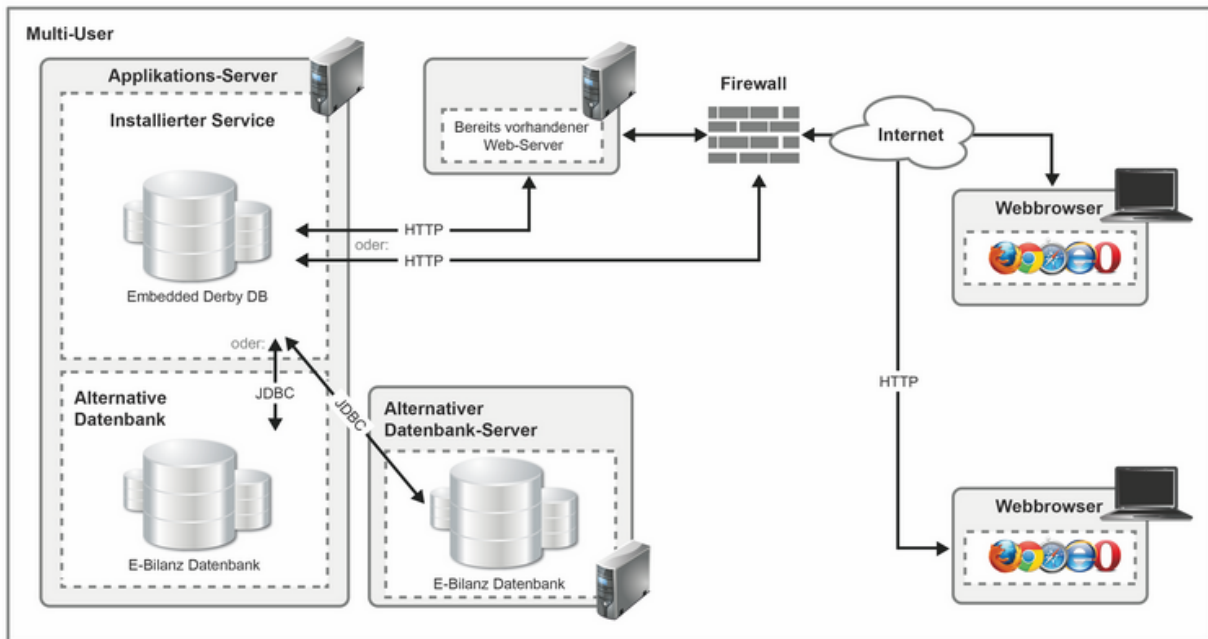 Multi-User
Applikations-Server
Installierter Service
Embedded Derby DB
oder:
JDBC
Alternative
Datenbank
E-Bilanz Datenbank
JDBC
Alternativer
Datenbank-Server
E-Bilanz Datenbank
Bereits vorhandener
Web-Server
HTTP
oder:
HTTP
Firewall
Internet
Webbrowser
HTTP
Webbrowser